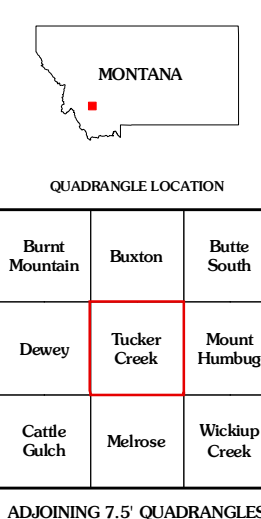 MONTANA
QUADRANGLE LOCATION
Burnt
Mountain
Buxton
Butte
South
Dewey
Tucker
Creek
Mount
Humbug
Cattle
Gulch
Melrose
Wickiup
Creek
ADJOINING 7.5' QUADRANGLES